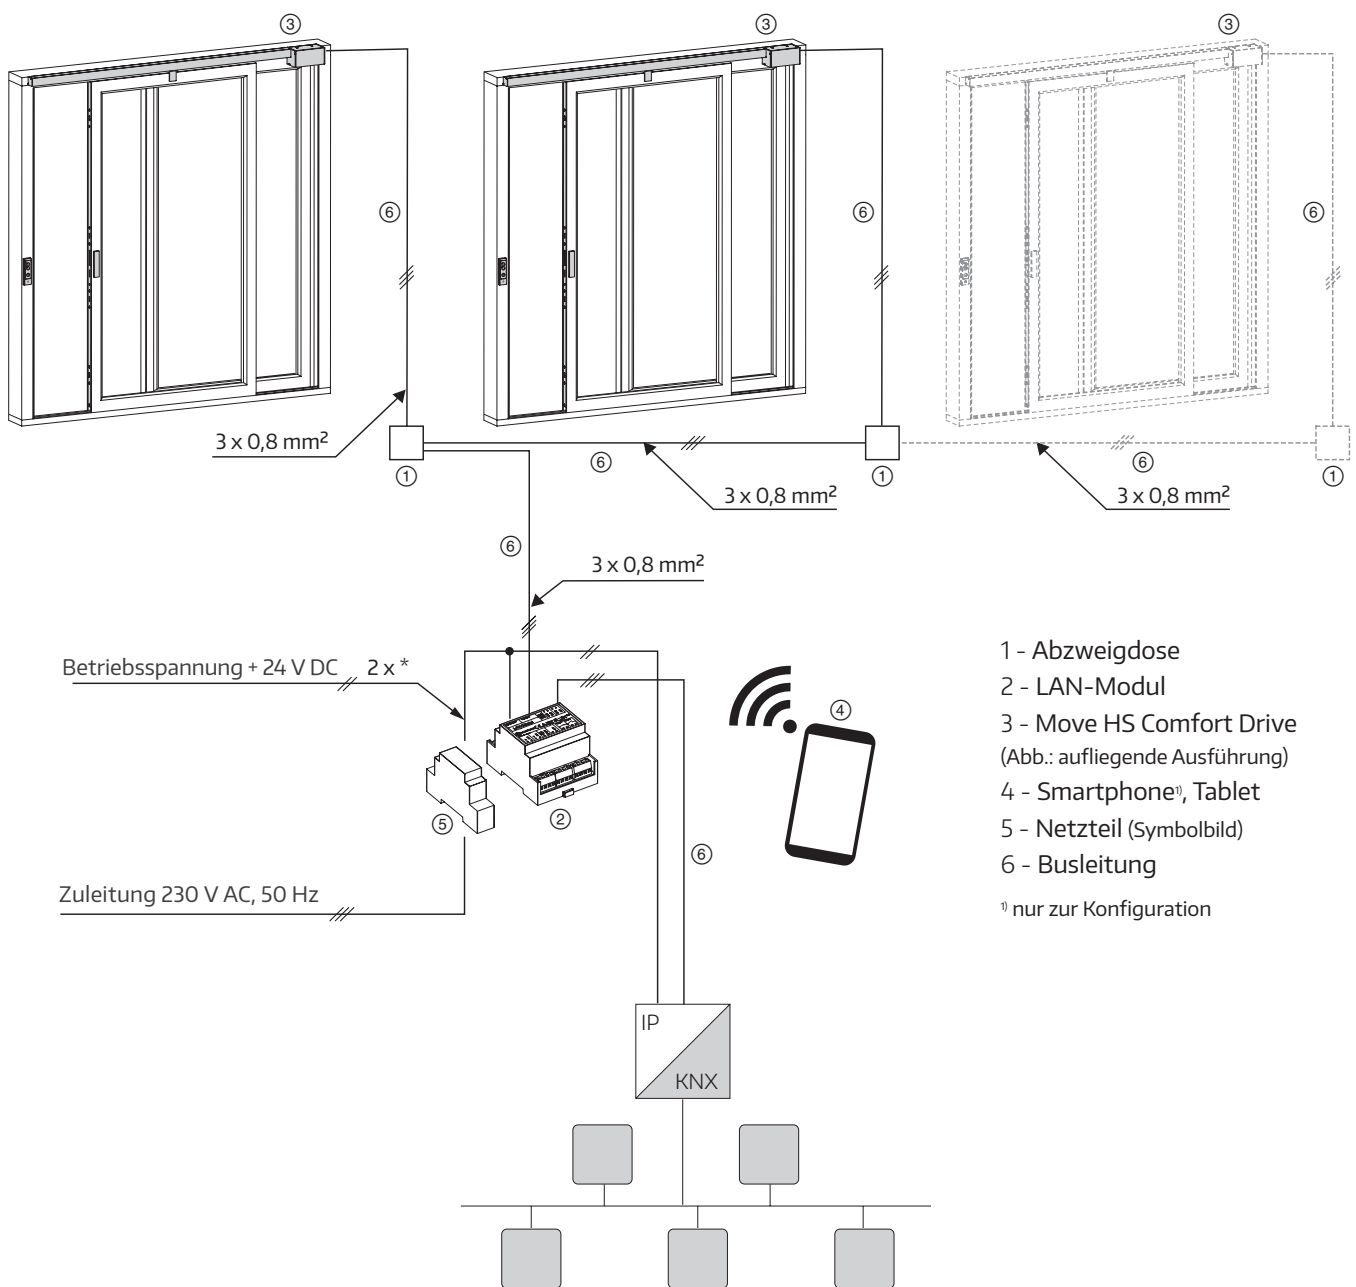 3 3 3
6 6 6
3 x 0,8 mm²
1 6 1 6 1
3 x 0,8 mm² 3 x 0,8 mm²
6
3 x 0,8 mm²
Betriebsspannung + 24 V DC 2 x *
4
5 2
6
Zuleitung 230 V AC, 50 Hz
1 - Abzweigdose
2 - LAN-Modul
3 - Move HS Comfort Drive
(Abb.: aufliegende Ausführung)
4 - Smartphone¹⁾, Tablet
5 - Netzteil (Symbolbild)
6 - Busleitung
¹⁾ nur zur Konfiguration
IP
KNX